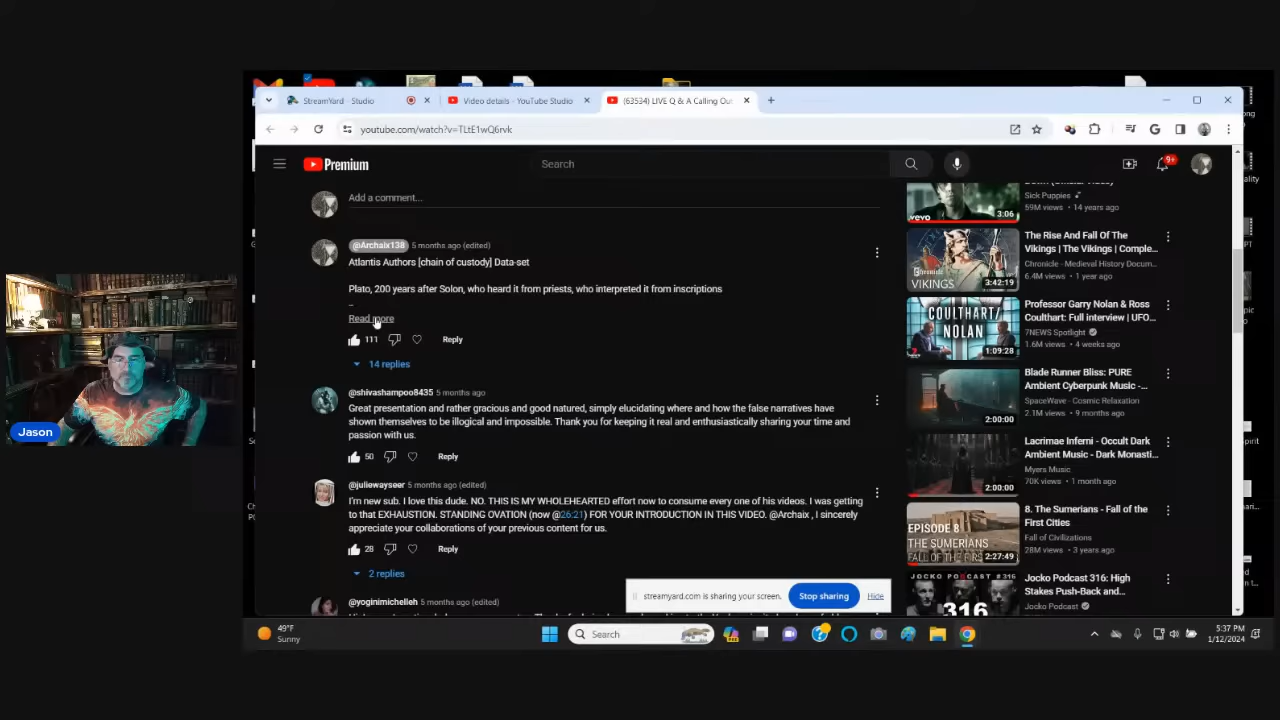 StreamYard - Studio
Video details - YouTube Studio
(63534) LIVE Q & A Calling Out
youtube.com/watch?v=TLtE1wQ6rvk
Premium
Search
9+
Add a comment...
@Archaix138 5 months ago (edited)
Atlantis Authors [chain of custody] Data-set
Plato, 200 years after Solon, who heard it from priests, who interpreted it from inscriptions
–
Read more
111 Reply
14 replies
@shivashampoo8435 5 months ago
Great presentation and rather gracious and good natured, simply elucidating where and how the false narratives have
shown themselves to be illogical and impossible. Thank you for keeping it real and enthusiastically sharing your time and
passion with us.
50 Reply
@juliewayseer 5 months ago (edited)
I'm new sub. I love this dude. NO. THIS IS MY WHOLEHEARTED effort now to consume every one of his videos. I was getting
to that EXHAUSTION. STANDING OVATION (now @26:21) FOR YOUR INTRODUCTION IN THIS VIDEO. @Archaix , I sincerely
appreciate your collaborations of your previous content for us.
28 Reply
2 replies
@yoginimichelleh 5 months ago (edited)
vevo
3:06
Sick Puppies
59M views • 14 years ago
VIKINGS
3:42:19
The Rise And Fall Of The
Vikings | The Vikings | Comple...
Chronicle - Medieval History Docum...
6.4M views • 1 year ago
COULTHART/
NOLAN
1:09:28
Professor Garry Nolan & Ross
Coulthart: Full interview | UFO...
7NEWS Spotlight
1.6M views • 4 weeks ago
2:00:00
Blade Runner Bliss: PURE
Ambient Cyberpunk Music -...
SpaceWave - Cosmic Relaxation
2.1M views • 9 months ago
2:00:00
Lacrimae Inferni - Occult Dark
Ambient Music - Dark Monasti...
Myers Music
70K views • 1 month ago
EPISODE 8
THE SUMERIANS
2:27:49
8. The Sumerians - Fall of the
First Cities
Fall of Civilizations
28M views • 3 years ago
JOCKO PODCAST #316
316
Jocko Podcast 316: High
Stakes Push-Back and...
Jocko Podcast
streamyard.com is sharing your screen.
Stop sharing
Hide
Jason
49°F
Sunny
Search
5:37 PM
1/12/2024